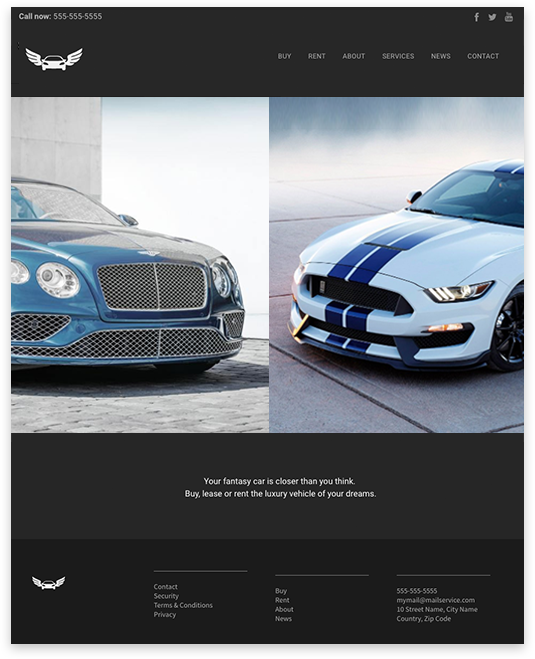 Call now: 555-555-5555
BUY RENT ABOUT SERVICES NEWS CONTACT
Your fantasy car is closer than you think.
Buy, lease or rent the luxury vehicle of your dreams.
Contact
Security
Terms & Conditions
Privacy
Buy
Rent
About
News
555-555-5555
mymail@mailservice.com
10 Street Name, City Name
Country, Zip Code